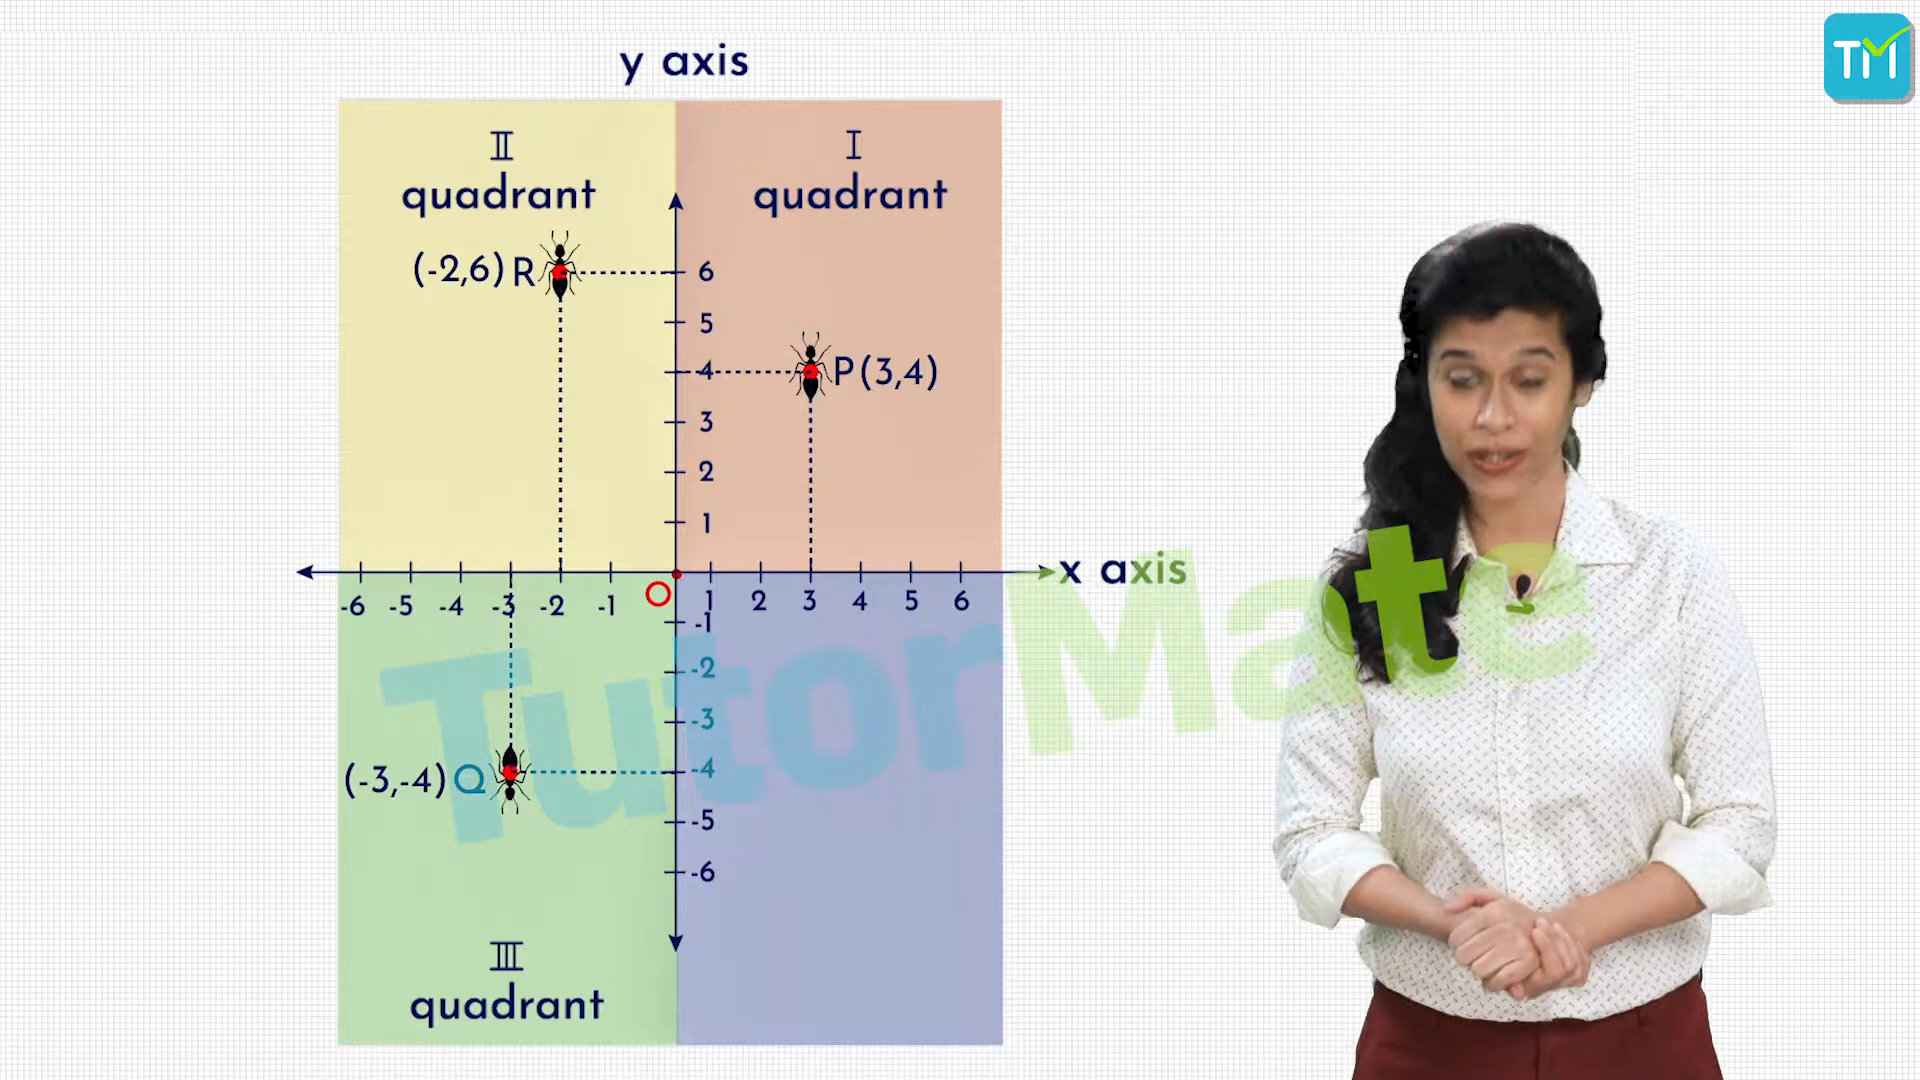 TM
y axis
II
quadrant
I
quadrant
(-2,6) R
6
5
P(3,4)
4
3
2
1
x axis
-6 -5 -4 -3 -2 -1 O 1 2 3 4 5 6
-1
-2
-3
(-3,-4) Q
-4
-5
-6
III
quadrant
TutorMate